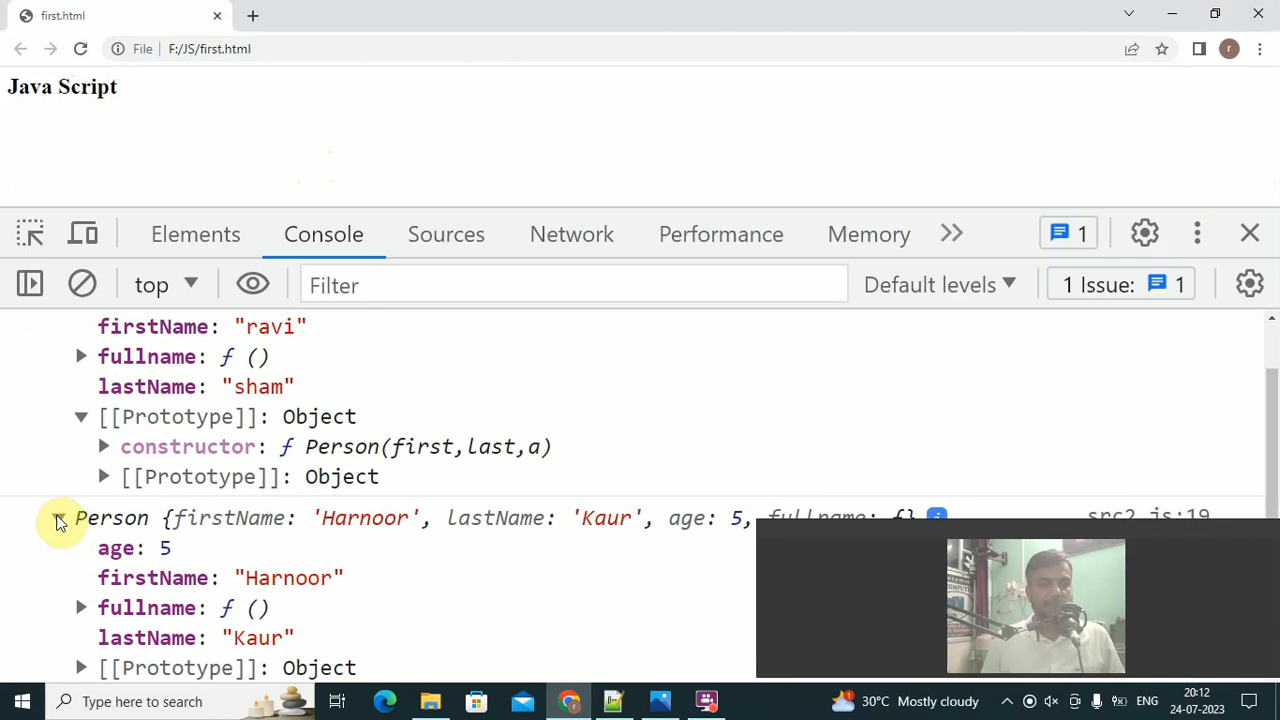 first.html
File F:/JS/first.html
r
Java Script
Elements Console Sources Network Performance Memory 1
top Filter Default levels 1 Issue: 1
firstName: "ravi"
fullname: ƒ ()
lastName: "sham"
[[Prototype]]: Object
constructor: ƒ Person(first,last,a)
[[Prototype]]: Object
Person {firstName: 'Harnoor', lastName: 'Kaur', age: 5, fullname: ƒ} src2.js:19
age: 5
firstName: "Harnoor"
fullname: ƒ ()
lastName: "Kaur"
[[Prototype]]: Object
Type here to search 30°C Mostly cloudy ENG 20:12
24-07-2023